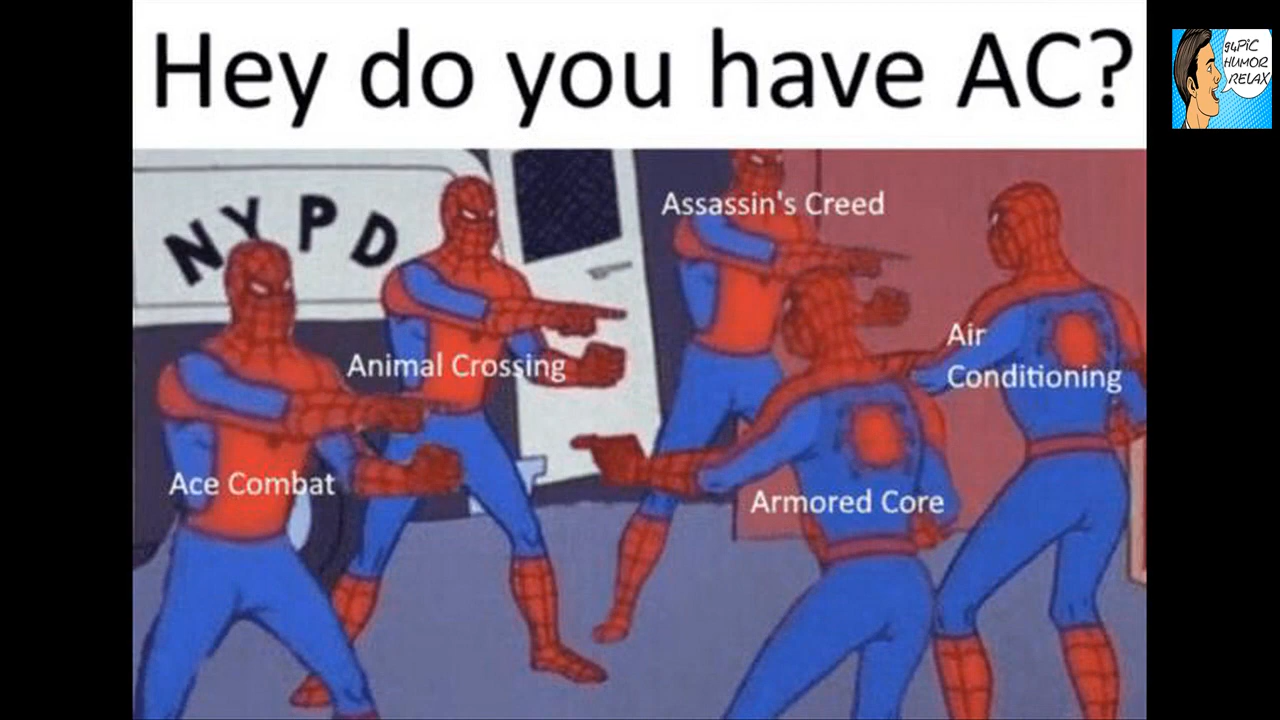 Hey do you have AC?
94PiC
HUMOR
RELAX
NYPD
Assassin's Creed
Air
Conditioning
Animal Crossing
Ace Combat
Armored Core